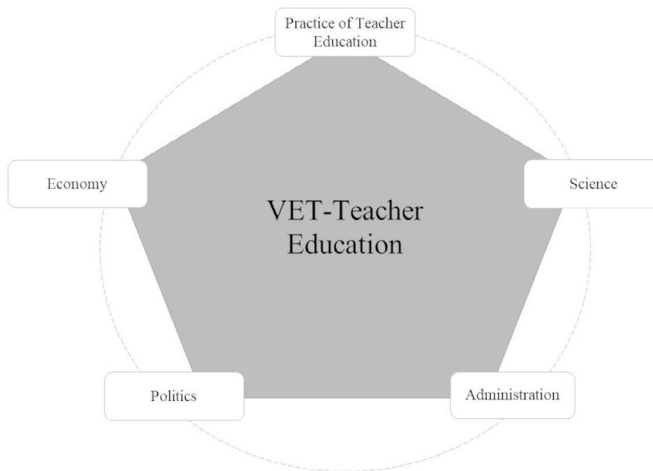 Practice of Teacher
Education
Economy
Science
VET-Teacher
Education
Politics
Administration